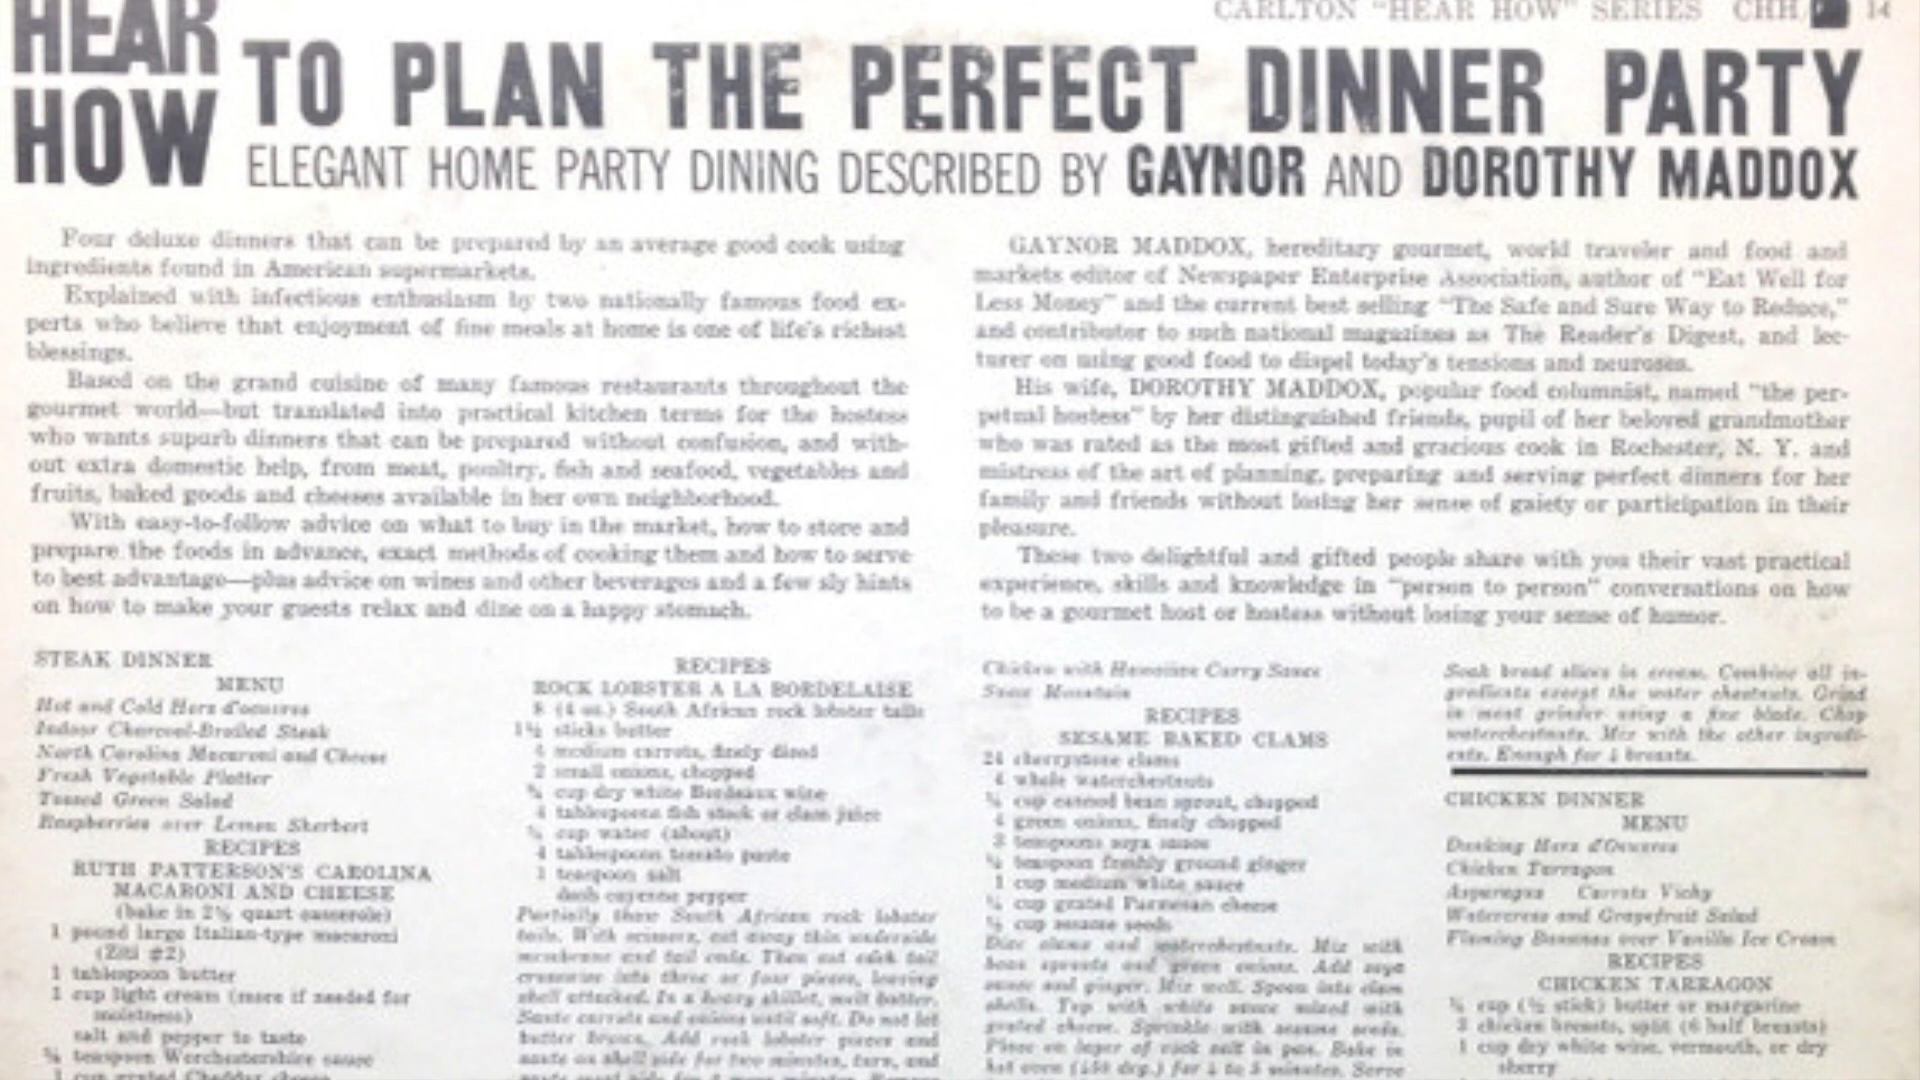 HEAR
HOW
CARLTON "HEAR HOW" SERIES CHH 14
TO PLAN THE PERFECT DINNER PARTY
ELEGANT HOME PARTY DINING DESCRIBED BY GAYNOR AND DOROTHY MADDOX
Four deluxe dinners that can be prepared by an average good cook using
ingredients found in American supermarkets.
Explained with infectious enthusiasm by two nationally famous food ex-
perts who believe that enjoyment of fine meals at home is one of life's richest
blessings.
Based on the grand cuisine of many famous restaurants throughout the
gourmet world—but translated into practical kitchen terms for the hostess
who wants supurb dinners that can be prepared without confusion, and with-
out extra domestic help, from meat, poultry, fish and seafood, vegetables and
fruits, baked goods and cheeses available in her own neighborhood.
With easy-to-follow advice on what to buy in the market, how to store and
prepare the foods in advance, exact methods of cooking them and how to serve
to best advantage—plus advice on wines and other beverages and a few sly hints
on how to make your guests relax and dine on a happy stomach.
GAYNOR MADDOX, hereditary gourmet, world traveler and food and
markets editor of Newspaper Enterprise Association, author of "Eat Well for
Less Money" and the current best selling "The Safe and Sure Way to Reduce,"
and contributor to such national magazines as The Reader's Digest, and lec-
turer on using good food to dispel today's tensions and neuroses.
His wife, DOROTHY MADDOX, popular food columnist, named "the per-
petual hostess" by her distinguished friends, pupil of her beloved grandmother
who was rated as the most gifted and gracious cook in Rochester, N. Y. and
mistress of the art of planning, preparing and serving perfect dinners for her
family and friends without losing her sense of gaiety or participation in their
pleasure.
These two delightful and gifted people share with you their vast practical
experience, skills and knowledge in "person to person" conversations on how
to be a gourmet host or hostess without losing your sense of humor.
STEAK DINNER
MENU
Hot and Cold Hors d'oeuvres
Indoor Charcoal-Broiled Steak
North Carolina Macaroni and Cheese
Fresh Vegetable Platter
Tossed Green Salad
Raspberries over Lemon Sherbert
RECIPES
RUTH PATTERSON'S CAROLINA
MACARONI AND CHEESE
(bake in 2½ quart casserole)
1 pound large Italian-type macaroni
(Ziti #2)
1 tablespoon butter
1 cup light cream (more if needed for
moistness)
salt and pepper to taste
teaspoon Worchestershire sauce
1 cup grated Cheddar cheese
RECIPES
ROCK LOBSTER A LA BORDELAISE
8 (4 oz.) South African rock lobster tails
1½ sticks butter
4 medium carrots, finely diced
2 small onions, chopped
cup dry white Bordeaux wine
4 tablespoons fish stock or clam juice
cup water (about)
4 tablespoons tomato paste
1 teaspoon salt
dash cayenne pepper
Partially thaw South African rock lobster
tails. With scissors, cut away thin underside
membrane and tail ends. Then cut each tail
crosswise into three or four pieces, leaving
shell attached. In a heavy skillet, melt butter.
Saute carrots and onions until soft. Do not let
butter brown. Add rock lobster pieces and
saute on shell side for two minutes, turn, and
Chicken with Hawaiian Curry Sauce
Snow Mountain
RECIPES
SESAME BAKED CLAMS
24 cherrystone clams
4 whole waterchestnuts
cup canned bean sprout, chopped
4 green onions, finely chopped
teaspoons soya sauce
teaspoon freshly ground ginger
1 cup medium white sauce
cup grated Parmesan cheese
cup sesame seeds
Dice clams and waterchestnuts. Mix with
bean sprouts and green onions. Add soya
sauce and ginger. Mix well. Spoon into clam
shells. Top with white sauce mixed with
grated cheese. Sprinkle with sesame seeds.
Place on layer of rock salt in pan. Bake in
hot oven (450 deg.) for 4 to 5 minutes. Serve
Soak bread slices in cream. Combine all in-
gredients except the water chestnuts. Grind
in meat grinder using a fine blade. Chop
waterchestnuts. Mix with the other ingredi-
ents. Enough for breasts.
CHICKEN DINNER
MENU
Dunking Hors d'Oeuvres
Chicken Tarragon
Asparagus Carrots Vichy
Watercress and Grapefruit Salad
Flaming Bananas over Vanilla Ice Cream
RECIPES
CHICKEN TARRAGON
cup (½ stick) butter or margarine
3 chicken breasts, split (6 half breasts)
1 cup dry white wine, vermouth, or dry
sherry